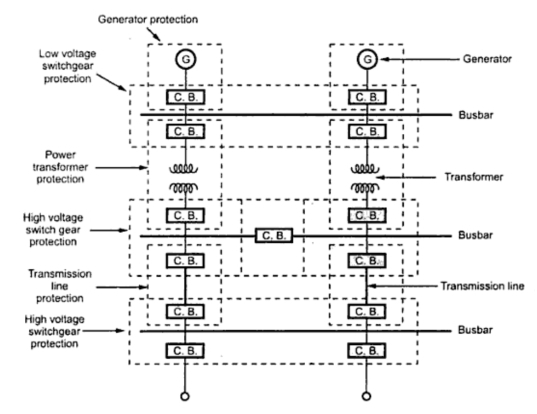 Generator protection
Low voltage
switchgear
protection
G
G
Generator
C. B.
C. B.
Busbar
C. B.
C. B.
Power
transformer
protection
Transformer
High voltage
switch gear
protection
C. B.
C. B.
C. B.
Busbar
C. B.
C. B.
Transmission
line
protection
Transmission line
High voltage
switchgear
protection
C. B.
C. B.
Busbar
C. B.
C. B.